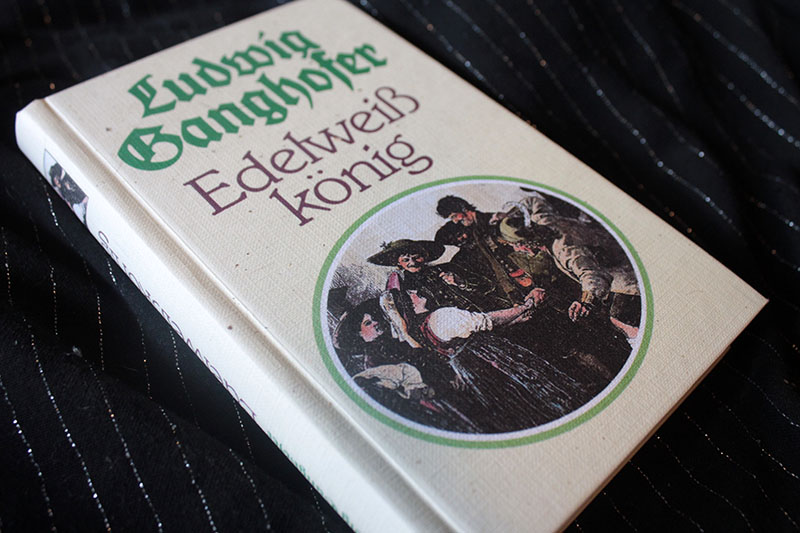 Ludwig
Ganghofer
Edelweiß
könig